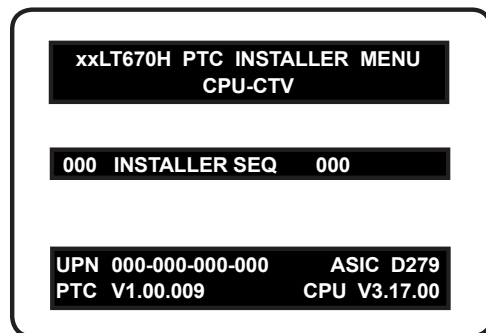 xxLT670H PTC INSTALLER MENU
CPU-CTV
000 INSTALLER SEQ 000
UPN 000-000-000-000 ASIC D279
PTC V1.00.009 CPU V3.17.00